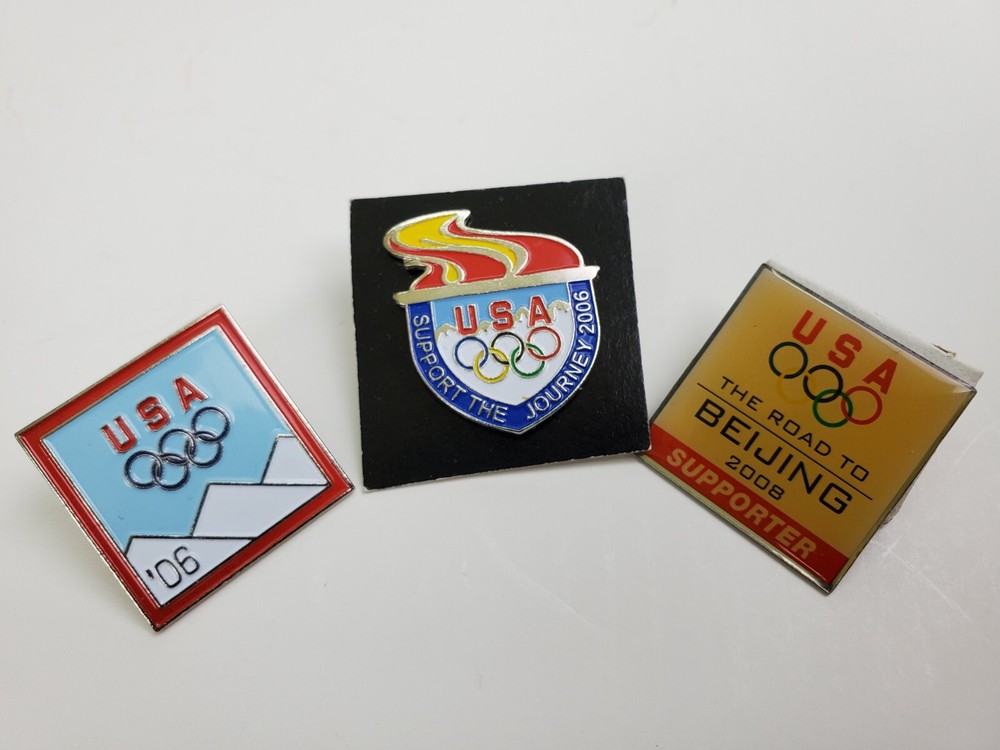 USA
'06
USA
SUPPORT THE JOURNEY 2006
USA
THE ROAD TO
BEIJING
2008
SUPPORTER